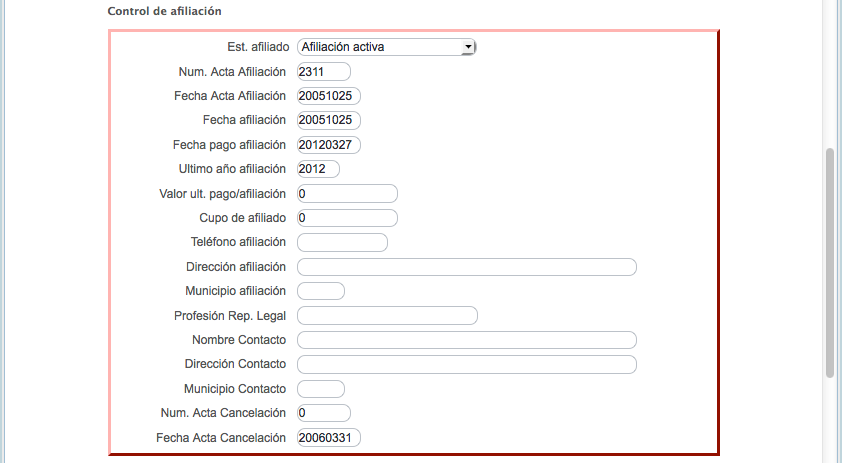 Control de afiliación
Est. afiliado Afiliación activa
Num. Acta Afiliación 2311
Fecha Acta Afiliación 20051025
Fecha afiliación 20051025
Fecha pago afiliación 20120327
Ultimo año afiliación 2012
Valor ult. pago/afiliación 0
Cupo de afiliado 0
Teléfono afiliación
Dirección afiliación
Municipio afiliación
Profesión Rep. Legal
Nombre Contacto
Dirección Contacto
Municipio Contacto
Num. Acta Cancelación 0
Fecha Acta Cancelación 20060331